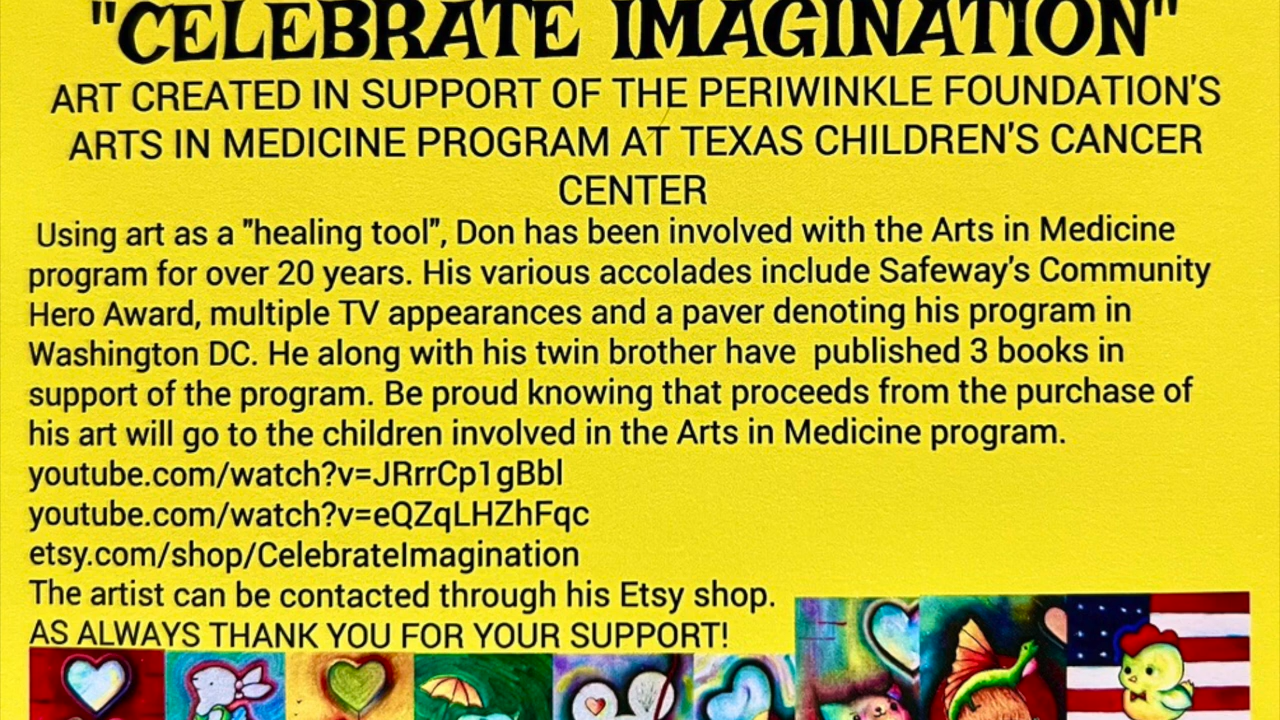 "CELEBRATE IMAGINATION"
ART CREATED IN SUPPORT OF THE PERIWINKLE FOUNDATION'S
ARTS IN MEDICINE PROGRAM AT TEXAS CHILDREN'S CANCER
CENTER
Using art as a "healing tool", Don has been involved with the Arts in Medicine
program for over 20 years. His various accolades include Safeway's Community
Hero Award, multiple TV appearances and a paver denoting his program in
Washington DC. He along with his twin brother have published 3 books in
support of the program. Be proud knowing that proceeds from the purchase of
his art will go to the children involved in the Arts in Medicine program.
youtube.com/watch?v=JRrrCp1gBbl
youtube.com/watch?v=eQZqLHZhFqc
etsy.com/shop/CelebrateImagination
The artist can be contacted through his Etsy shop.
AS ALWAYS THANK YOU FOR YOUR SUPPORT!